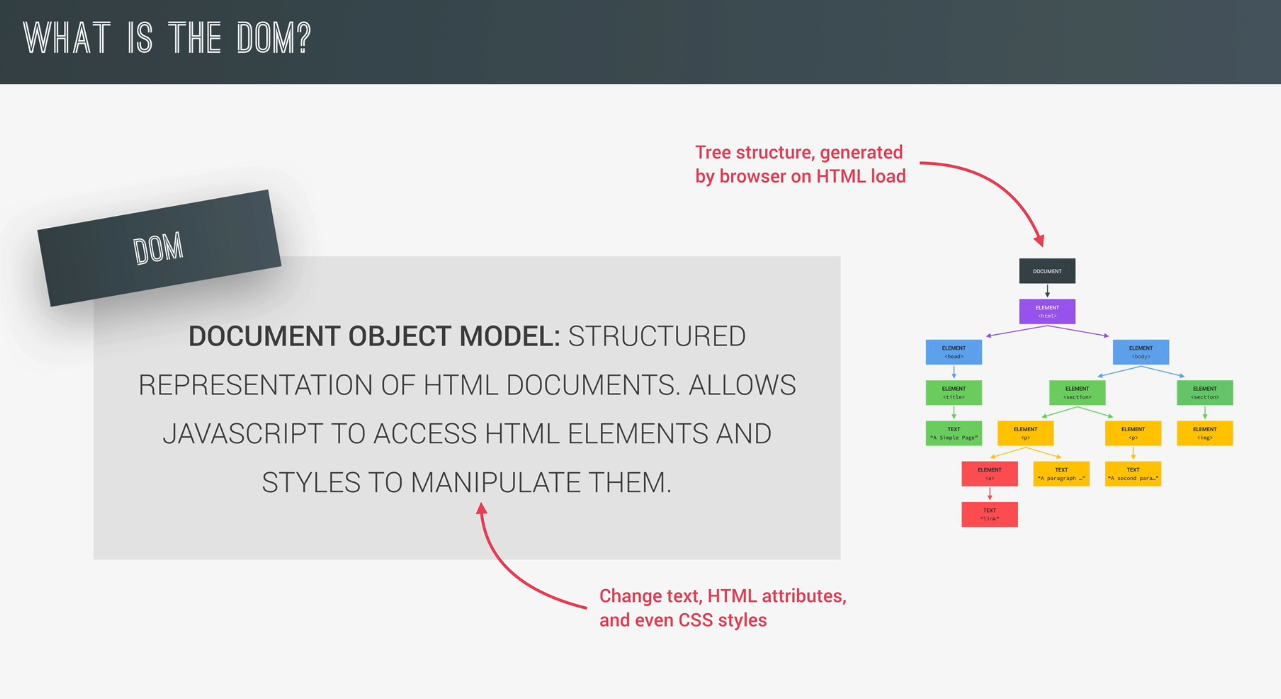 WHAT IS THE DOM?
Tree structure, generated
by browser on HTML load
DOM
DOCUMENT OBJECT MODEL: STRUCTURED
REPRESENTATION OF HTML DOCUMENTS. ALLOWS
JAVASCRIPT TO ACCESS HTML ELEMENTS AND
STYLES TO MANIPULATE THEM.
Change text, HTML attributes,
and even CSS styles
DOCUMENT
ELEMENT
<html>
ELEMENT
<head>
ELEMENT
<body>
ELEMENT
<title>
ELEMENT
<section>
ELEMENT
<section>
TEXT
"A Simple Page"
ELEMENT
<p>
ELEMENT
<p>
ELEMENT
<img>
ELEMENT
<a>
TEXT
"A paragraph …"
TEXT
"A second para…"
TEXT
"link"